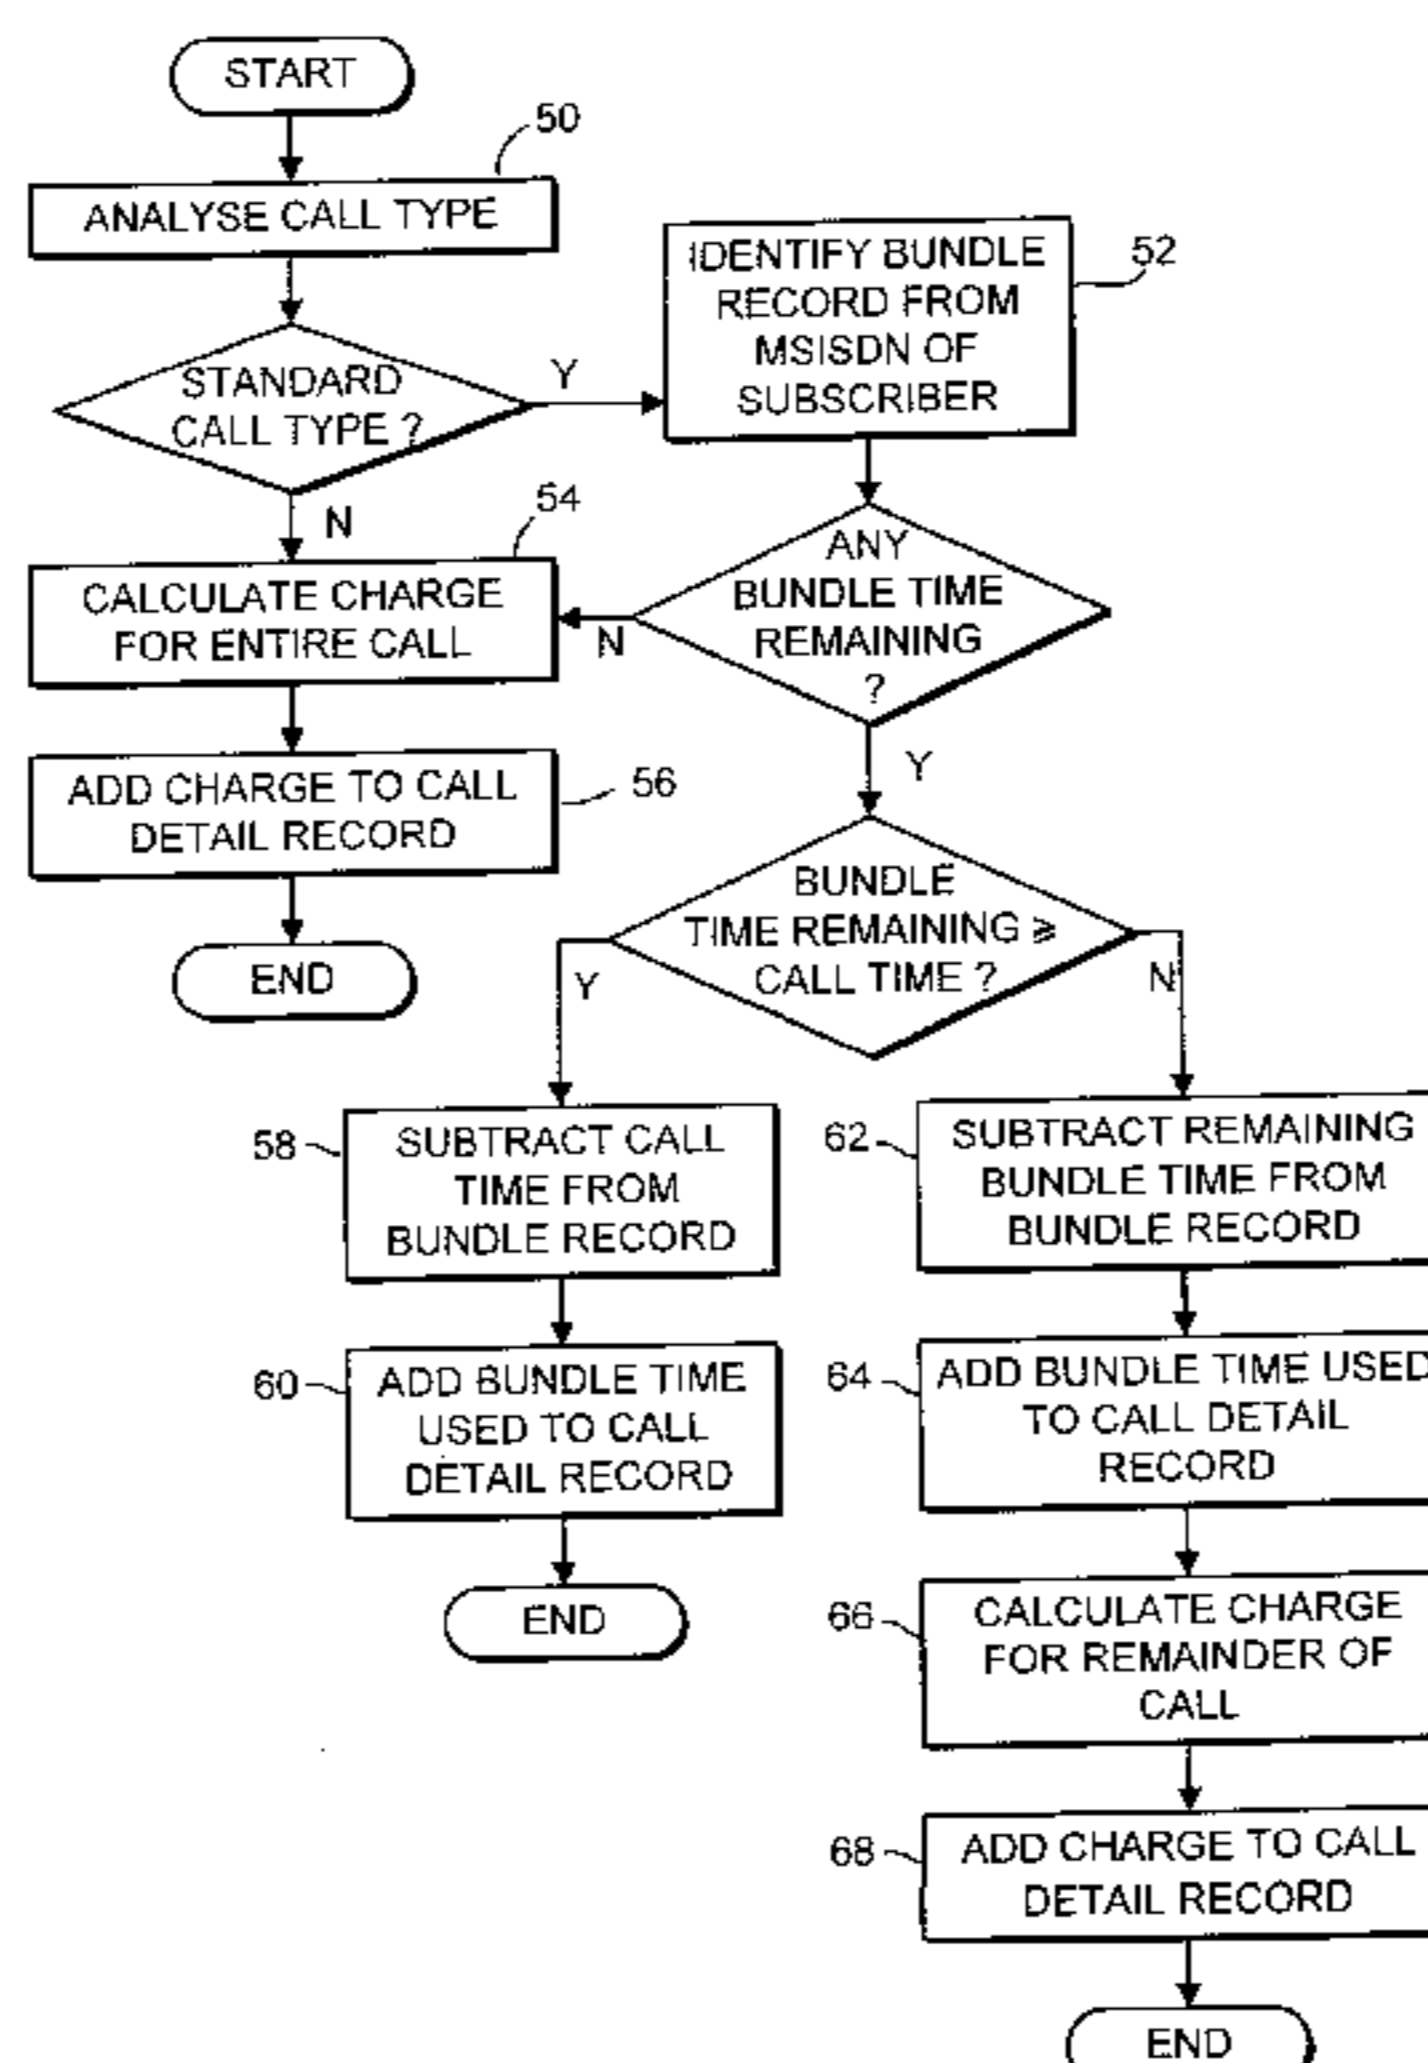 START
50
ANALYSE CALL TYPE
STANDARD
CALL TYPE ?
Y
N
IDENTIFY BUNDLE
RECORD FROM
MSISDN OF
SUBSCRIBER
52
54
CALCULATE CHARGE
FOR ENTIRE CALL
ANY
BUNDLE TIME
REMAINING
?
N
Y
ADD CHARGE TO CALL
DETAIL RECORD
56
END
BUNDLE
TIME REMAINING ⩾
CALL TIME ?
Y
N
58
SUBTRACT CALL
TIME FROM
BUNDLE RECORD
60
ADD BUNDLE TIME
USED TO CALL
DETAIL RECORD
END
62
SUBTRACT REMAINING
BUNDLE TIME FROM
BUNDLE RECORD
64
ADD BUNDLE TIME USED
TO CALL DETAIL
RECORD
66
CALCULATE CHARGE
FOR REMAINDER OF
CALL
68
ADD CHARGE TO CALL
DETAIL RECORD
END